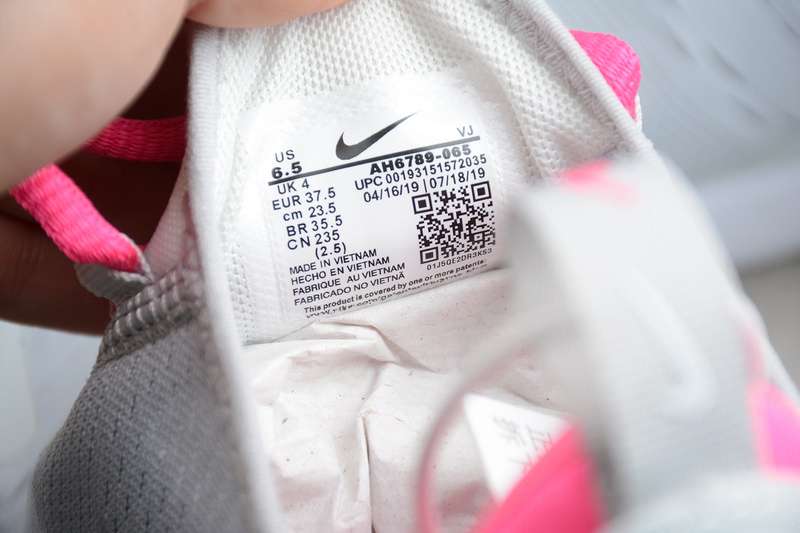 US
6.5
VJ
AH6789-065
UK 4
UPC 00193151572035
EUR 37.5
04/16/19 | 07/18/19
cm 23.5
BR 35.5
CN 235
(2.5)
01J5QE2DR3K53
MADE IN VIETNAM
HECHO EN VIETNAM
FABRIQUE AU VIETNAM
FABRICADO NO VIETNÃ
This product is covered by one or more patents: